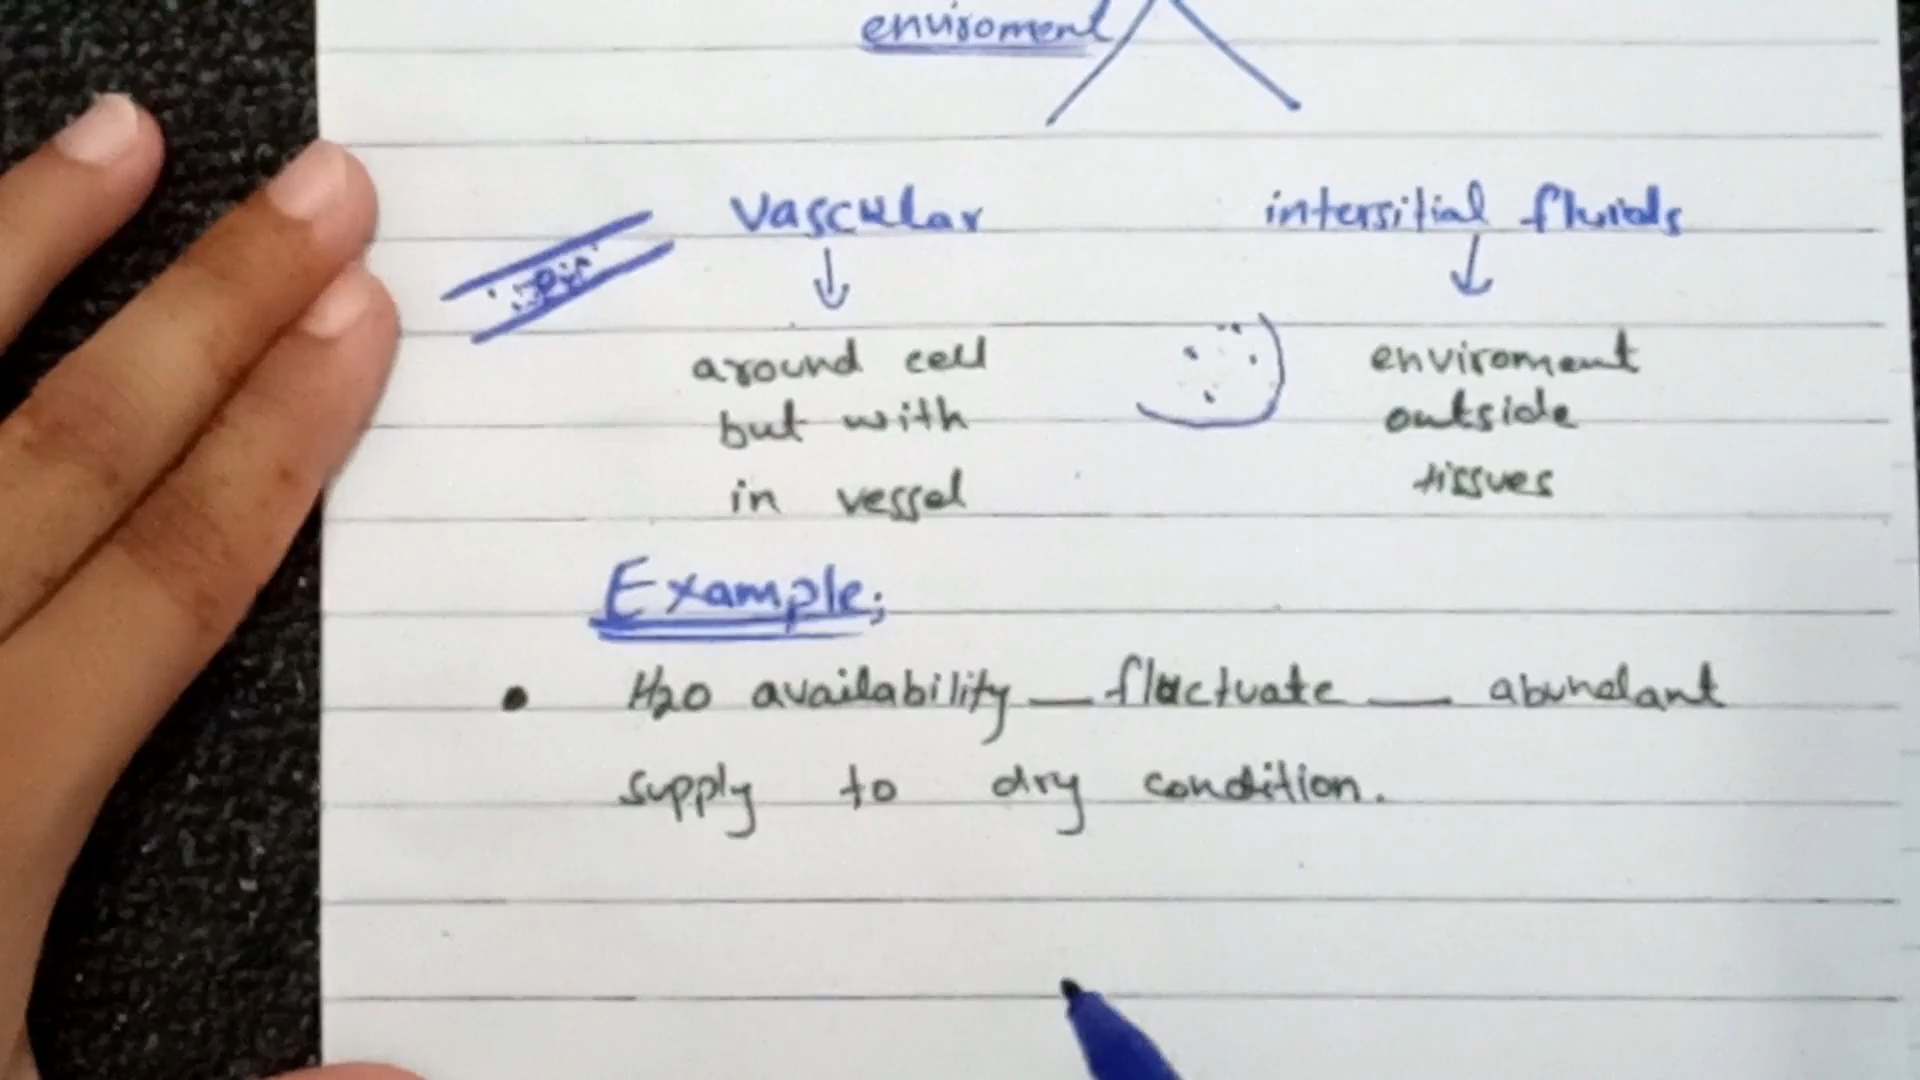 enviroment
vascular intersitial fluids
around cell enviroment
but with outside
in vessel tissues
Example;
• H2O availability — fluctuate — abundant
supply to dry condition.